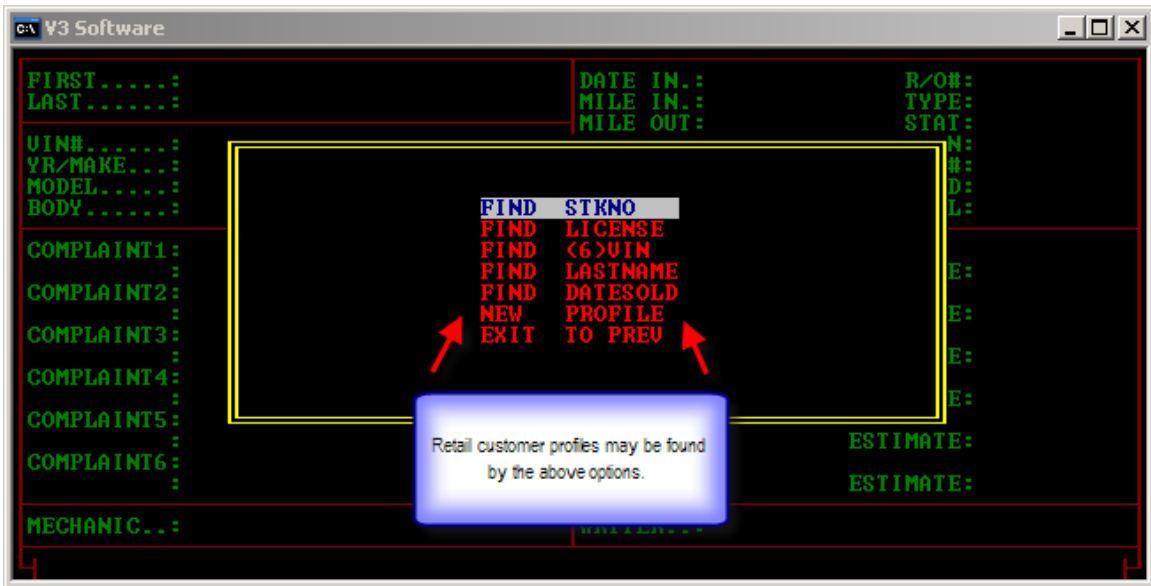 V3 Software
FIRST.....: DATE IN.: R/O#:
LAST......: MILE IN.: TYPE:
MILE OUT: STAT:
VIN#......: N:
YR/MAKE...: #:
MODEL.....: D:
BODY......: L:
FIND STKNO
FIND LICENSE
COMPLAINT1: FIND (6)VIN
: FIND LASTNAME E:
COMPLAINT2: FIND DATESOLD
: NEW PROFILE E:
COMPLAINT3: EXIT TO PREV
: E:
COMPLAINT4:
: E:
COMPLAINT5:
: ESTIMATE:
COMPLAINT6:
: ESTIMATE:
Retail customer profiles may be found
by the above options.
MECHANIC..: